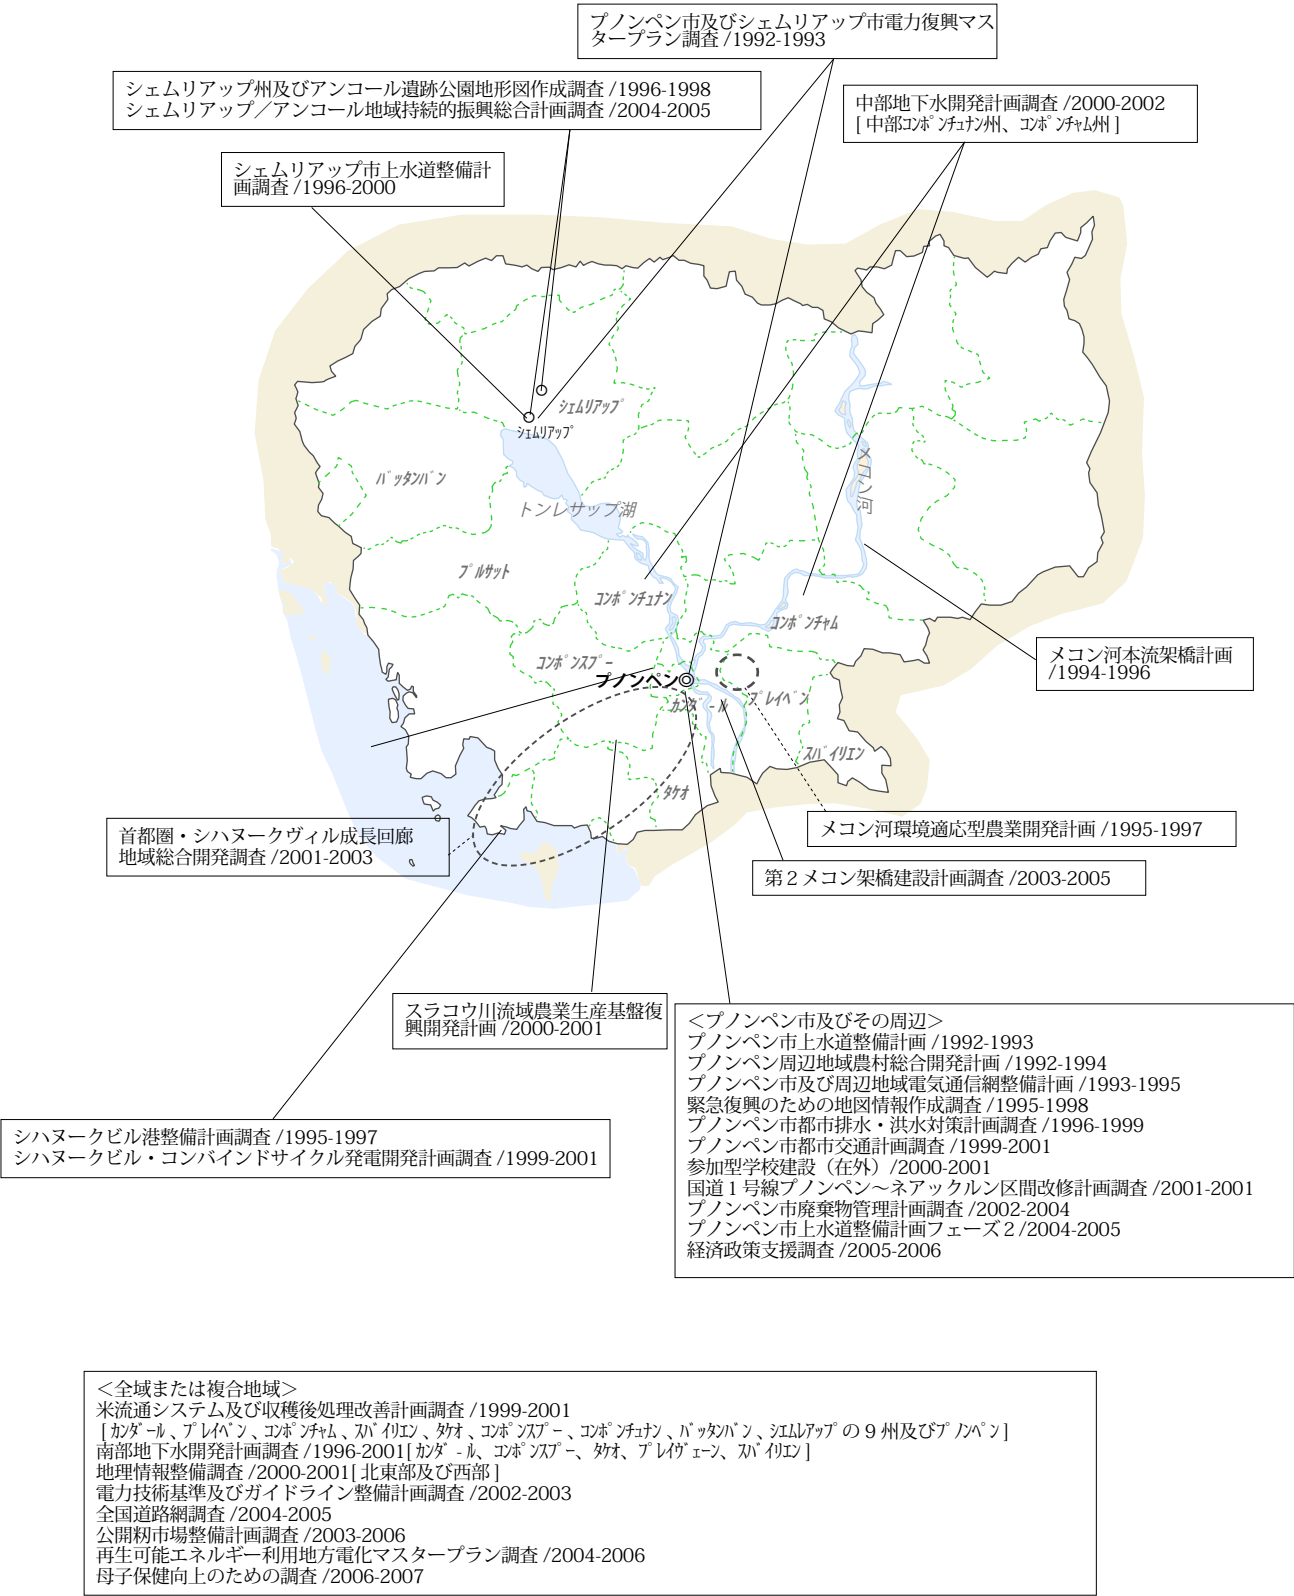 プノンペン市及びシェムリアップ市電力復興マス
タープラン調査 /1992-1993
シェムリアップ州及びアンコール遺跡公園地形図作成調査 /1996-1998
シェムリアップ／アンコール地域持続的振興総合計画調査 /2004-2005
中部地下水開発計画調査 /2000-2002
[ 中部ｺﾝﾎﾟﾝﾁｭﾅﾝ州、ｺﾝﾎﾟﾝﾁｬﾑ州 ]
シェムリアップ市上水道整備計
画調査 /1996-2000
ｼｪﾑﾘｱｯﾌﾟ
ｼｪﾑﾘｱｯﾌﾟ
ﾊﾞｯﾀﾝﾊﾞﾝ
メコン河
トンレサップ湖
ﾌﾟﾙｻｯﾄ
ｺﾝﾎﾟﾝﾁｭﾅﾝ
ｺﾝﾎﾟﾝﾁｬﾑ
メコン河本流架橋計画
/1994-1996
ｺﾝﾎﾟﾝｽﾌﾟｰ
プノンペン
ｶﾝﾀﾞｰﾙ
ﾌﾟﾚｲﾍﾞﾝ
ｽﾊﾞｲﾘｴﾝ
ﾀｹｵ
首都圏・シハヌークヴィル成長回廊
地域総合開発調査 /2001-2003
メコン河環境適応型農業開発計画 /1995-1997
第２メコン架橋建設計画調査 /2003-2005
スラコウ川流域農業生産基盤復
興開発計画 /2000-2001
＜プノンペン市及びその周辺＞
プノンペン市上水道整備計画 /1992-1993
プノンペン周辺地域農村総合開発計画 /1992-1994
プノンペン市及び周辺地域電気通信網整備計画 /1993-1995
緊急復興のための地図情報作成調査 /1995-1998
プノンペン市都市排水・洪水対策計画調査 /1996-1999
プノンペン市都市交通計画調査 /1999-2001
参加型学校建設（在外）/2000-2001
国道１号線プノンペン～ネアックルン区間改修計画調査 /2001-2001
プノンペン市廃棄物管理計画調査 /2002-2004
プノンペン市上水道整備計画フェーズ２/2004-2005
経済政策支援調査 /2005-2006
シハヌークビル港整備計画調査 /1995-1997
シハヌークビル・コンバインドサイクル発電開発計画調査 /1999-2001
＜全域または複合地域＞
米流通システム及び収穫後処理改善計画調査 /1999-2001
[ ｶﾝﾀﾞｰﾙ、ﾌﾟﾚｲﾍﾞﾝ、ｺﾝﾎﾟﾝﾁｬﾑ、ｽﾊﾞｲﾘｴﾝ、ﾀｹｵ、ｺﾝﾎﾟﾝｽﾌﾟｰ、ｺﾝﾎﾟﾝﾁｭﾅﾝ、ﾊﾞｯﾀﾝﾊﾞﾝ、ｼｴﾑﾚｱｯﾌﾟの 9 州及びﾌﾟﾉﾝﾍﾟﾝ ]
南部地下水開発計画調査 /1996-2001[ ｶﾝﾀﾞ-ﾙ、ｺﾝﾎﾟﾝｽﾌﾟｰ、ﾀｹｵ、ﾌﾟﾚｲｳﾞｪｰﾝ、ｽﾊﾞｲﾘｴﾝ ]
地理情報整備調査 /2000-2001[ 北東部及び西部 ]
電力技術基準及びガイドライン整備計画調査 /2002-2003
全国道路網調査 /2004-2005
公開籾市場整備計画調査 /2003-2006
再生可能エネルギー利用地方電化マスタープラン調査 /2004-2006
母子保健向上のための調査 /2006-2007